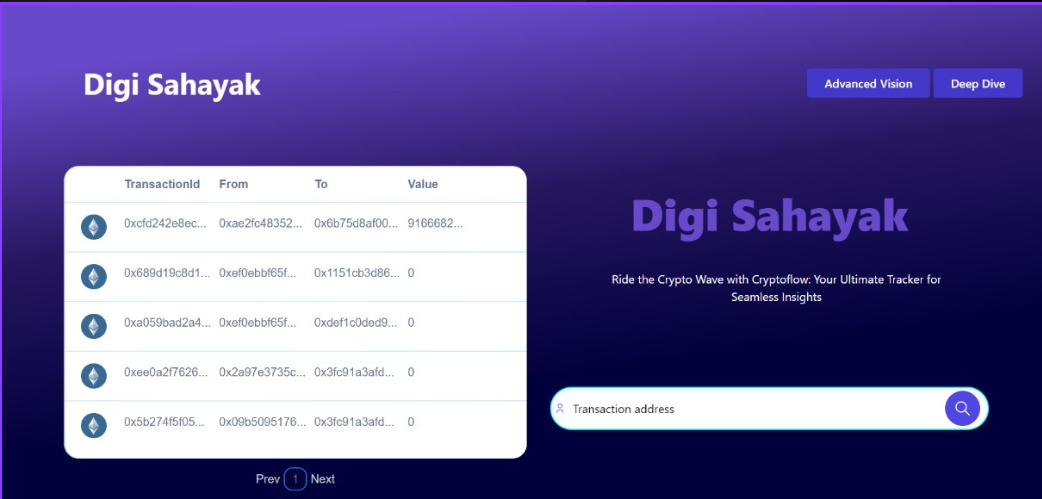 Digi Sahayak
Advanced Vision Deep Dive
TransactionId From To Value
0xcfd242e8ec... 0xae2fc48352... 0x6b75d8af00... 9166682...
0x689d19c8d1... 0xef0ebbf65f... 0x1151cb3d86... 0
0xa059bad2a4... 0xef0ebbf65f... 0xdef1c0ded9... 0
0xee0a2f7626... 0x2a97e3735c... 0x3fc91a3afd... 0
0x5b274f5f05... 0x09b5095176... 0x3fc91a3afd... 0
Prev 1 Next
Digi Sahayak
Ride the Crypto Wave with Cryptoflow: Your Ultimate Tracker for
Seamless Insights
Transaction address